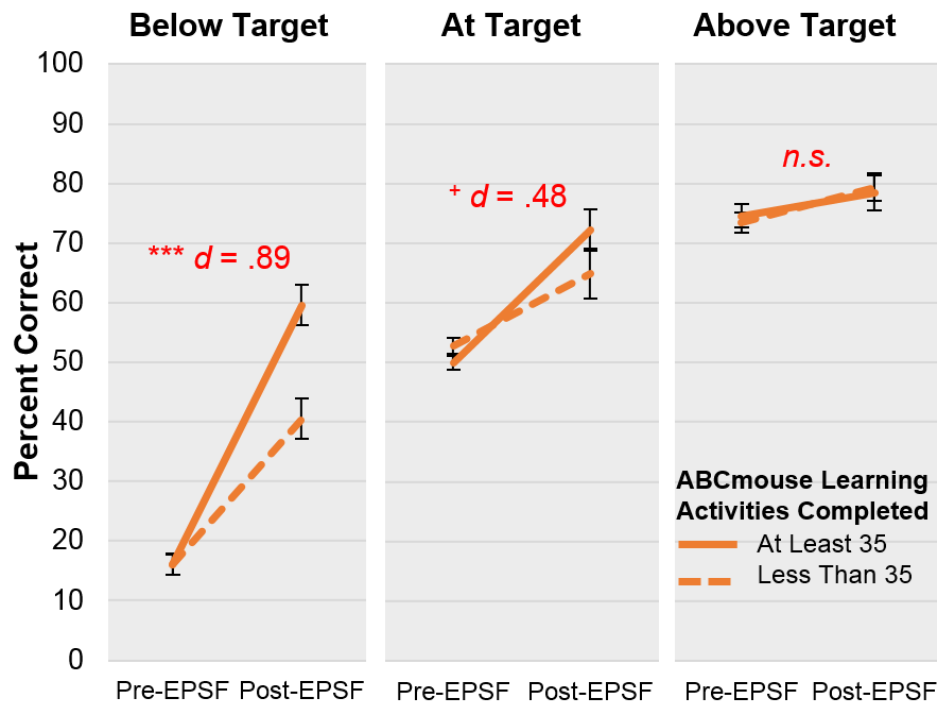 Below Target
At Target
Above Target
Percent Correct
100
90
80
70
60
50
40
30
20
10
0
*** d = .89
+ d = .48
n.s.
ABCmouse Learning
Activities Completed
At Least 35
Less Than 35
Pre-EPSF Post-EPSF
Pre-EPSF Post-EPSF
Pre-EPSF Post-EPSF